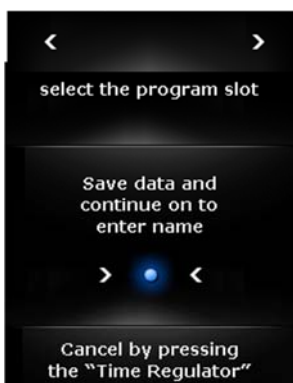 select the program slot
Save data and
continue on to
enter name
Cancel by pressing
the “Time Regulator”